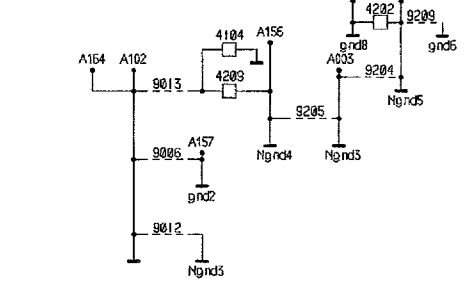 4202 9209
4104 A156 gnd8 gnd6
A164 A102 A003
9013 4209 9204
Ngnd5
9205
9006 A157 Ngnd4 Ngnd3
gnd2
9012
Ngnd3